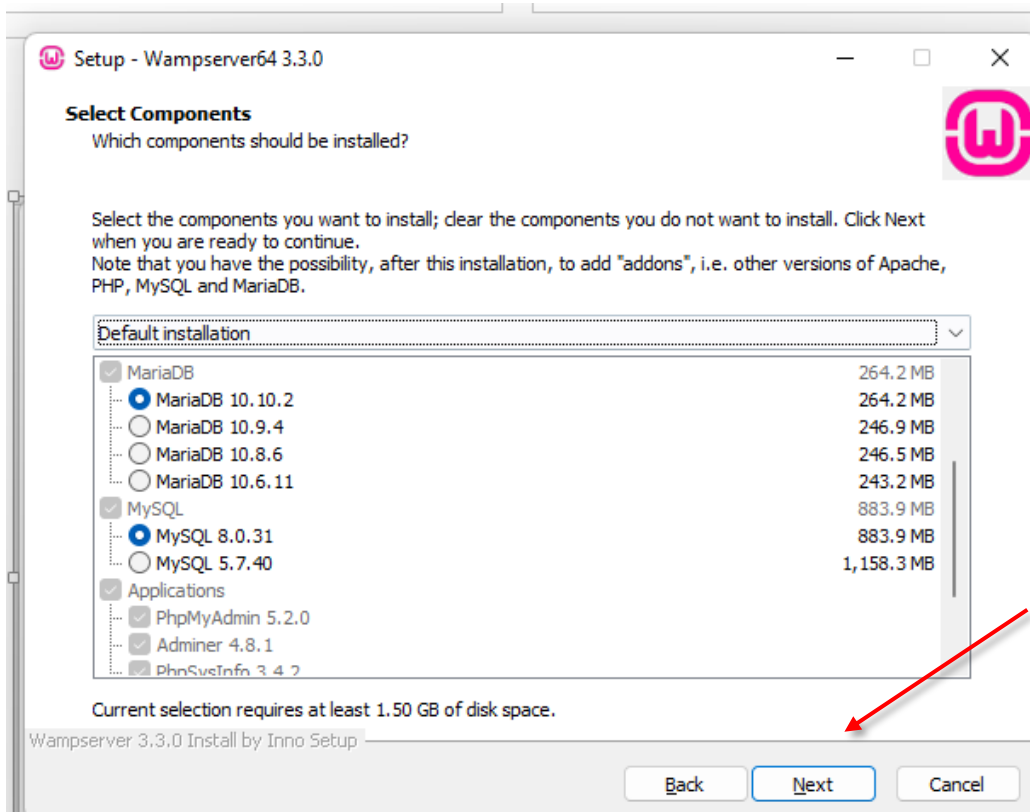 Setup - Wampserver64 3.3.0
Select Components
Which components should be installed?
Select the components you want to install; clear the components you do not want to install. Click Next
when you are ready to continue.
Note that you have the possibility, after this installation, to add "addons", i.e. other versions of Apache,
PHP, MySQL and MariaDB.
Default installation
MariaDB 264.2 MB
MariaDB 10.10.2 264.2 MB
MariaDB 10.9.4 246.9 MB
MariaDB 10.8.6 246.5 MB
MariaDB 10.6.11 243.2 MB
MySQL 883.9 MB
MySQL 8.0.31 883.9 MB
MySQL 5.7.40 1,158.3 MB
Applications
PhpMyAdmin 5.2.0
Adminer 4.8.1
PhpSysInfo 3.4.2
Current selection requires at least 1.50 GB of disk space.
Wampserver 3.3.0 Install by Inno Setup
Back Next Cancel